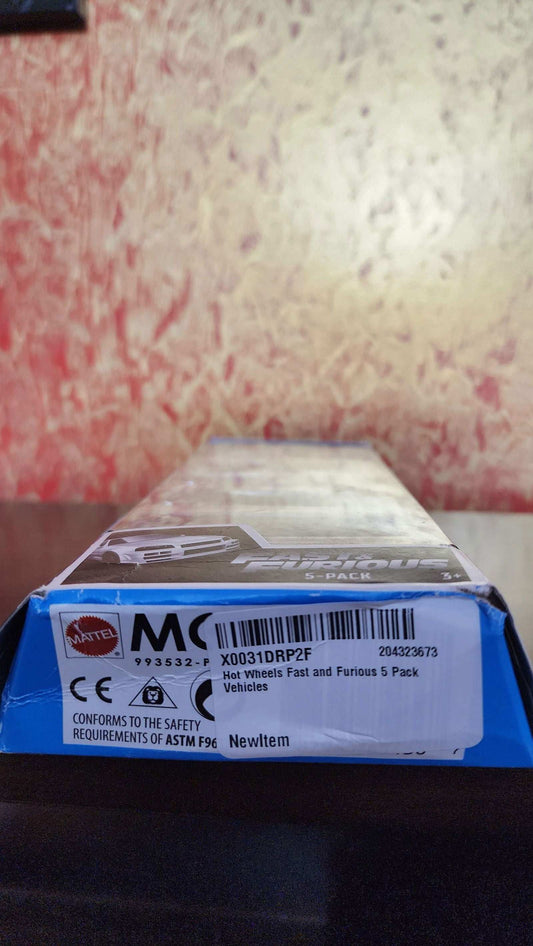 FAST & FURIOUS
5-PACK
3+
MATTEL
MC
993532-P
X0031DRP2F
204323673
Hot Wheels Fast and Furious 5 Pack
Vehicles
NewItem
CE
CONFORMS TO THE SAFETY
REQUIREMENTS OF ASTM F96